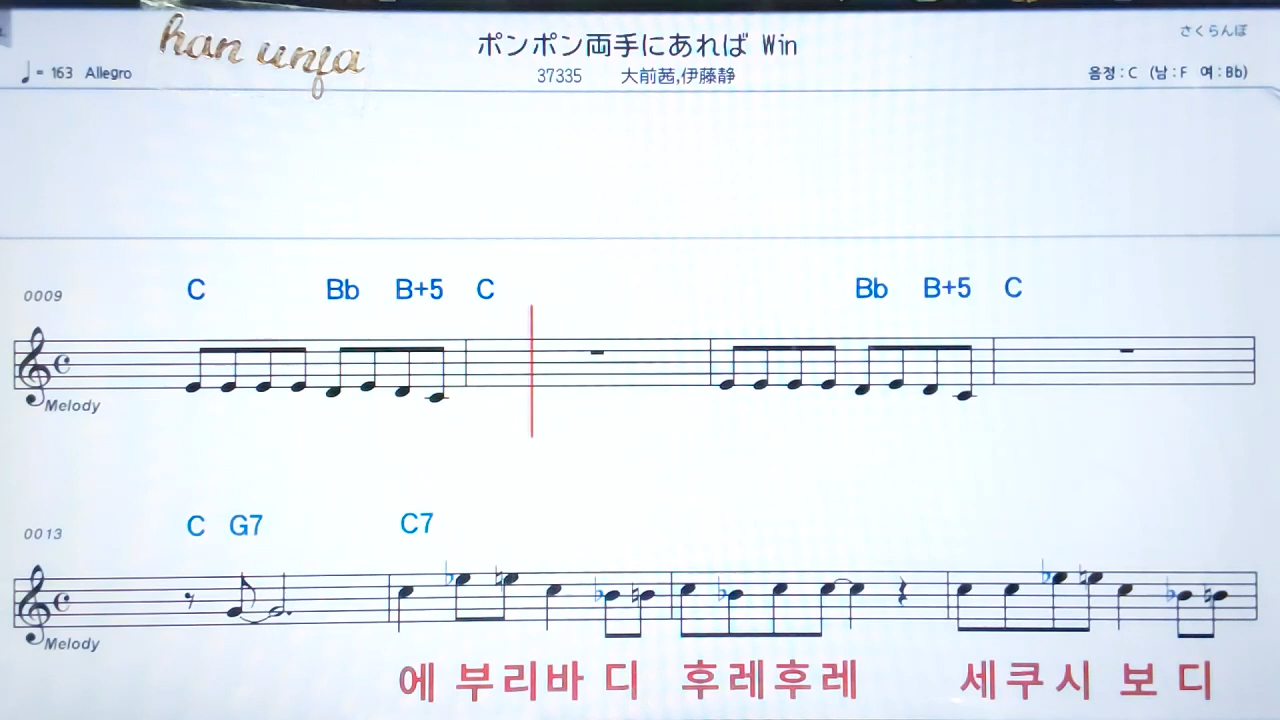 han unja
ポンポン両手にあれば Win
さくらんぼ
♩= 163 Allegro
37335 大前茜,伊藤静
음정:C (남:F 여:Bb)
0009 C Bb B+5 C Bb B+5 C
Melody
0013 C G7 C7
Melody
에 부리바 디 후레후레 세쿠시 보 디